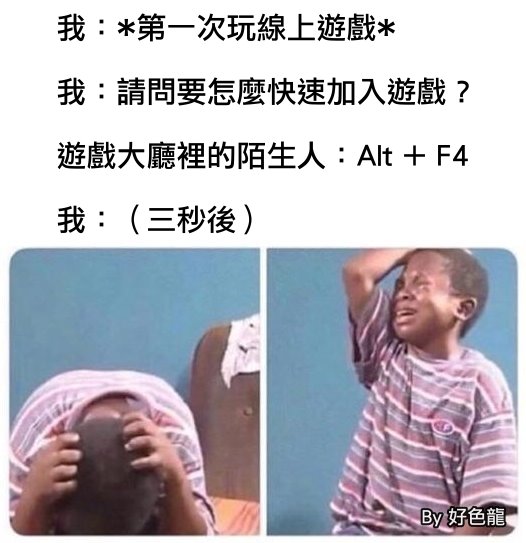 我：*第一次玩線上遊戲*
我：請問要怎麼快速加入遊戲？
遊戲大廳裡的陌生人：Alt + F4
我：（三秒後）
By 好色龍